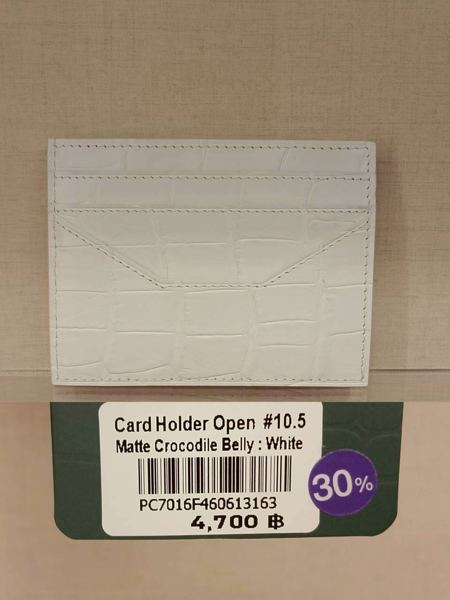 Card Holder Open #10.5
Matte Crocodile Belly : White
PC7016F460613163
4,700 ฿
30%